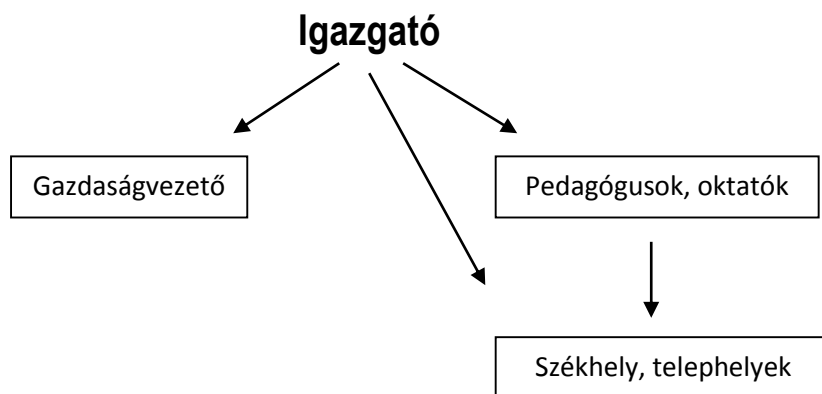 Igazgató
Gazdaságvezető
Pedagógusok, oktatók
Székhely, telephelyek